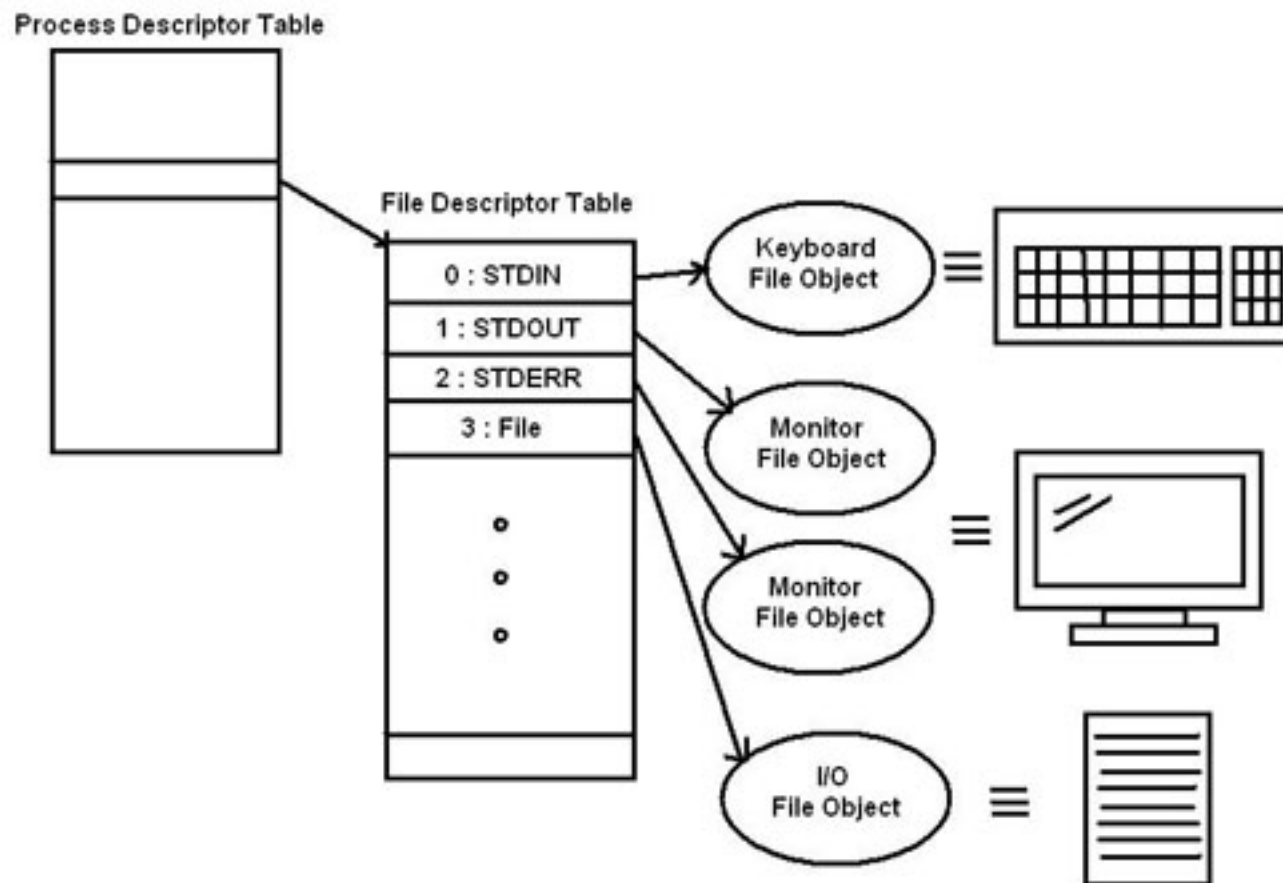 Process Descriptor Table
File Descriptor Table
0 : STDIN
1 : STDOUT
2 : STDERR
3 : File
Keyboard
File Object
Monitor
File Object
Monitor
File Object
I/O
File Object